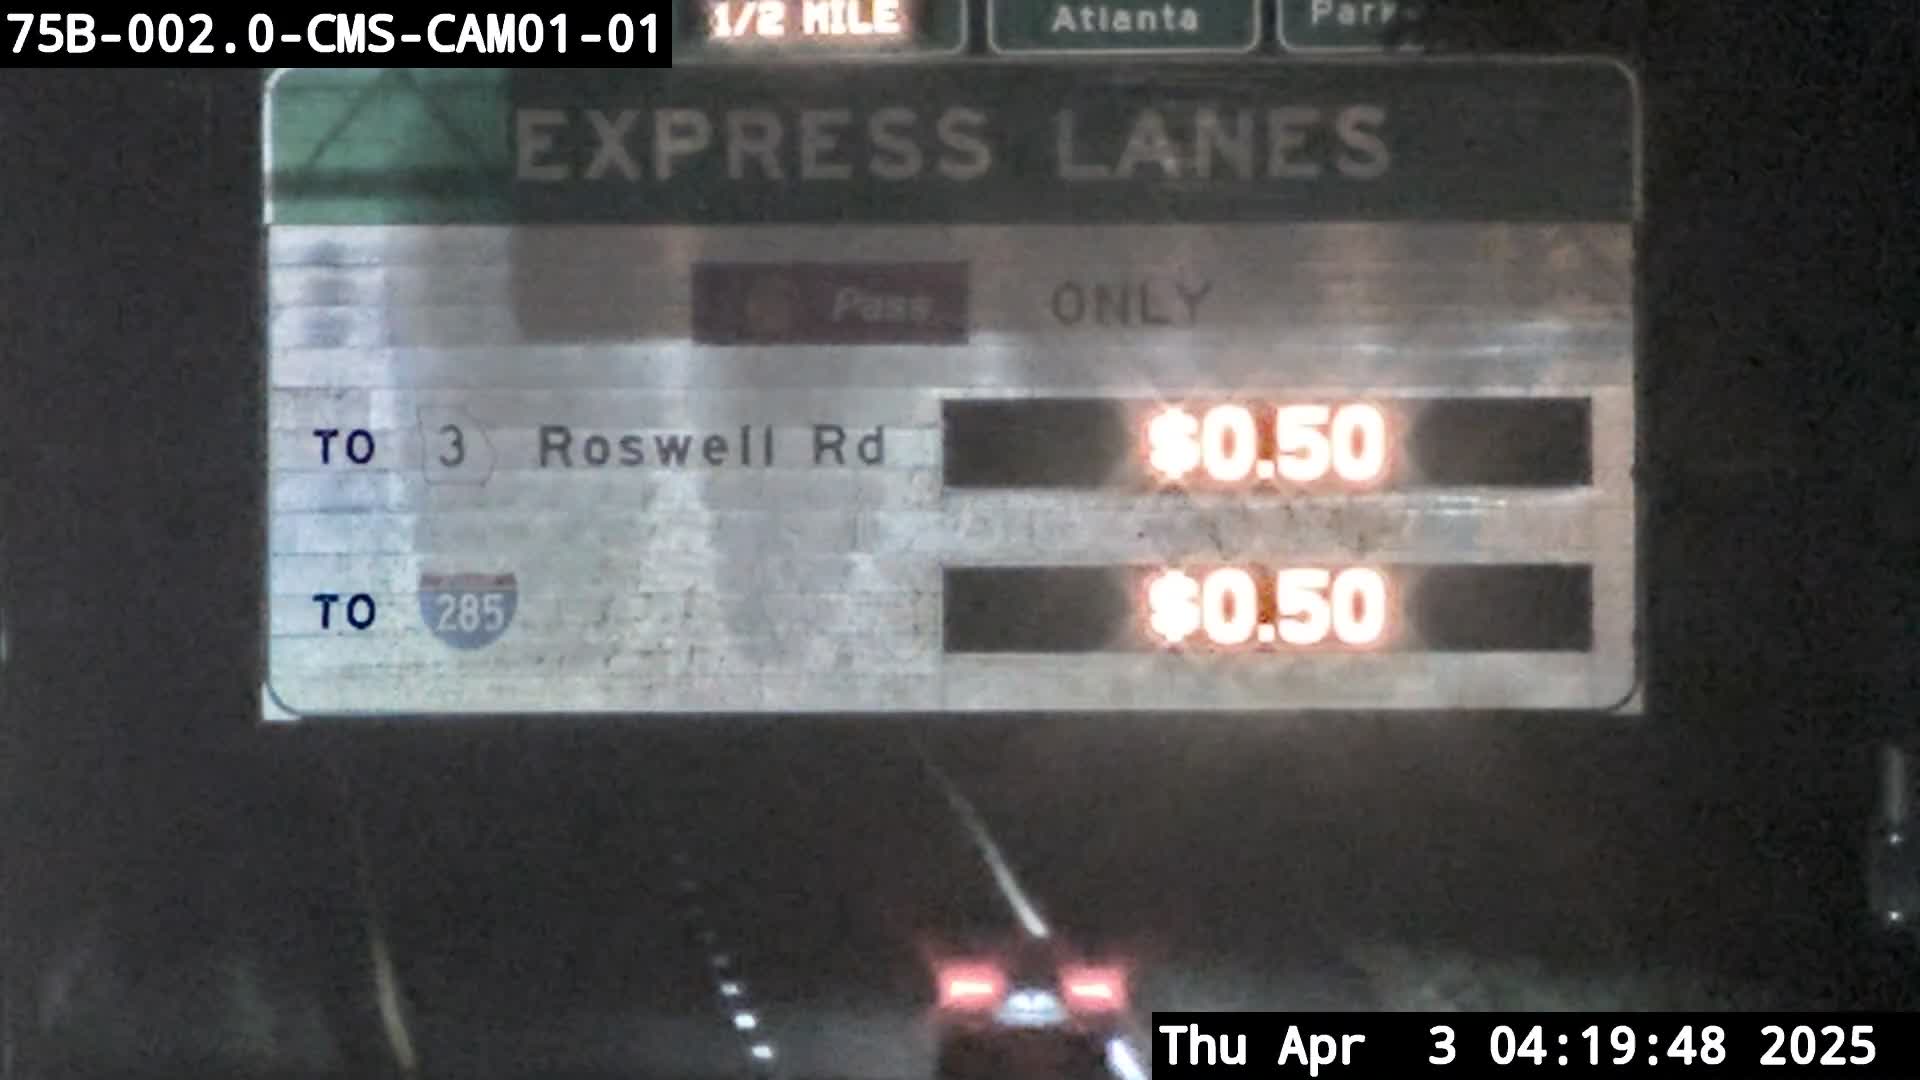 75B-002.0-CMS-CAM01-01
1/2 MILE
Atlanta
EXPRESS LANES
Pass ONLY
TO 3 Roswell Rd $0.50
TO 285 $0.50
Thu Apr 3 04:19:48 2025